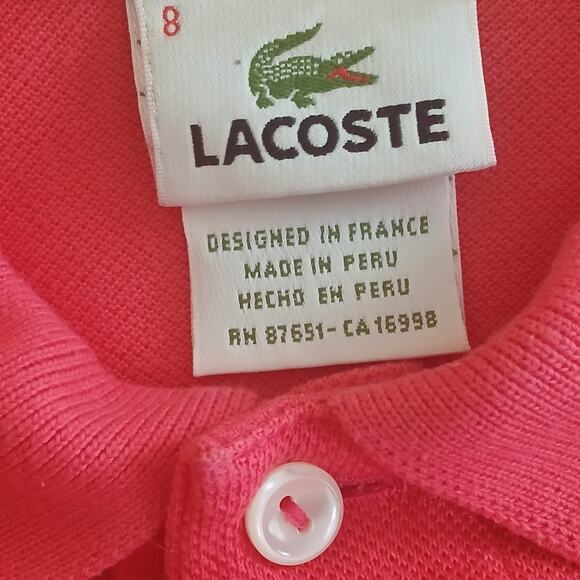 8
LACOSTE
DESIGNED IN FRANCE
MADE IN PERU
HECHO EN PERU
RN 87651-CA 16998